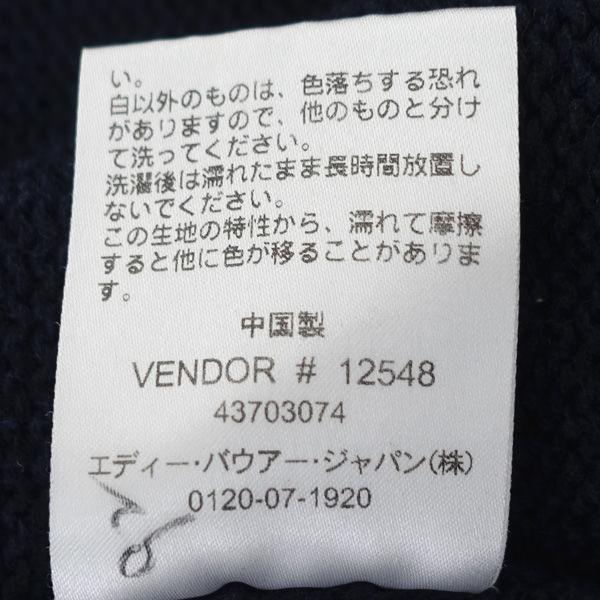 い。
白以外のものは、色落ちする恐れ
がありますので、他のものと分け
て洗ってください。
洗濯後は濡れたまま長時間放置し
ないでください。
この生地の特性から、濡れて摩擦
すると他に色が移ることがありま
す。
中国製
VENDOR # 12548
43703074
エディー・バウアー・ジャパン(株)
0120-07-1920